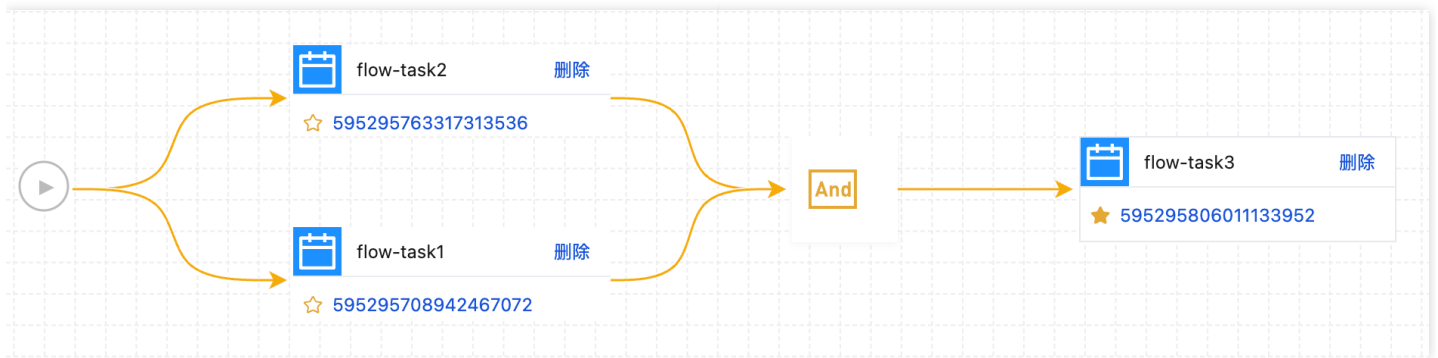 flow-task2 删除
595295763317313536
flow-task1 删除
595295708942467072
And
flow-task3 删除
595295806011133952